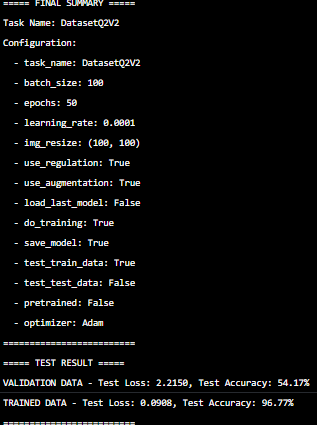 ===== FINAL SUMMARY =====
Task Name: DatasetQ2V2
Configuration:
- task_name: DatasetQ2V2
- batch_size: 100
- epochs: 50
- learning_rate: 0.0001
- img_resize: (100, 100)
- use_regulation: True
- use_augmentation: True
- load_last_model: False
- do_training: True
- save_model: True
- test_train_data: True
- test_test_data: False
- pretrained: False
- optimizer: Adam
=========================
===== TEST RESULT =====
VALIDATION DATA - Test Loss: 2.2150, Test Accuracy: 54.17%
TRAINED DATA - Test Loss: 0.0908, Test Accuracy: 96.77%
=========================